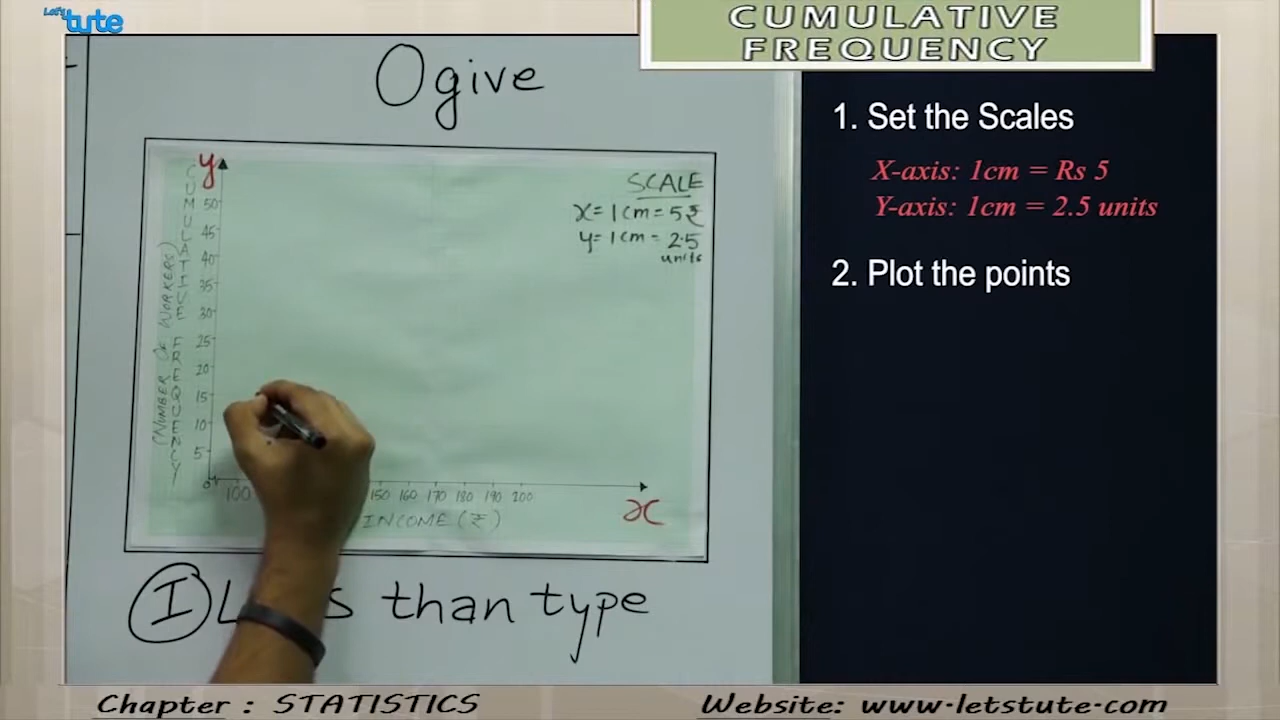 Let's
tute
CUMULATIVE
FREQUENCY
Ogive
y
CUMULATIVE FREQUENCY
(NUMBER OF WORKERS)
50
45
40
35
30
25
20
15
10
5
0
100
150 160 170 180 190 200
INCOME (₹)
x
SCALE
x= 1cm = 5₹
y= 1cm = 2.5
units
I L s than type
1. Set the Scales
X-axis: 1cm = Rs 5
Y-axis: 1cm = 2.5 units
2. Plot the points
Chapter : STATISTICS
Website: www-letstute-com